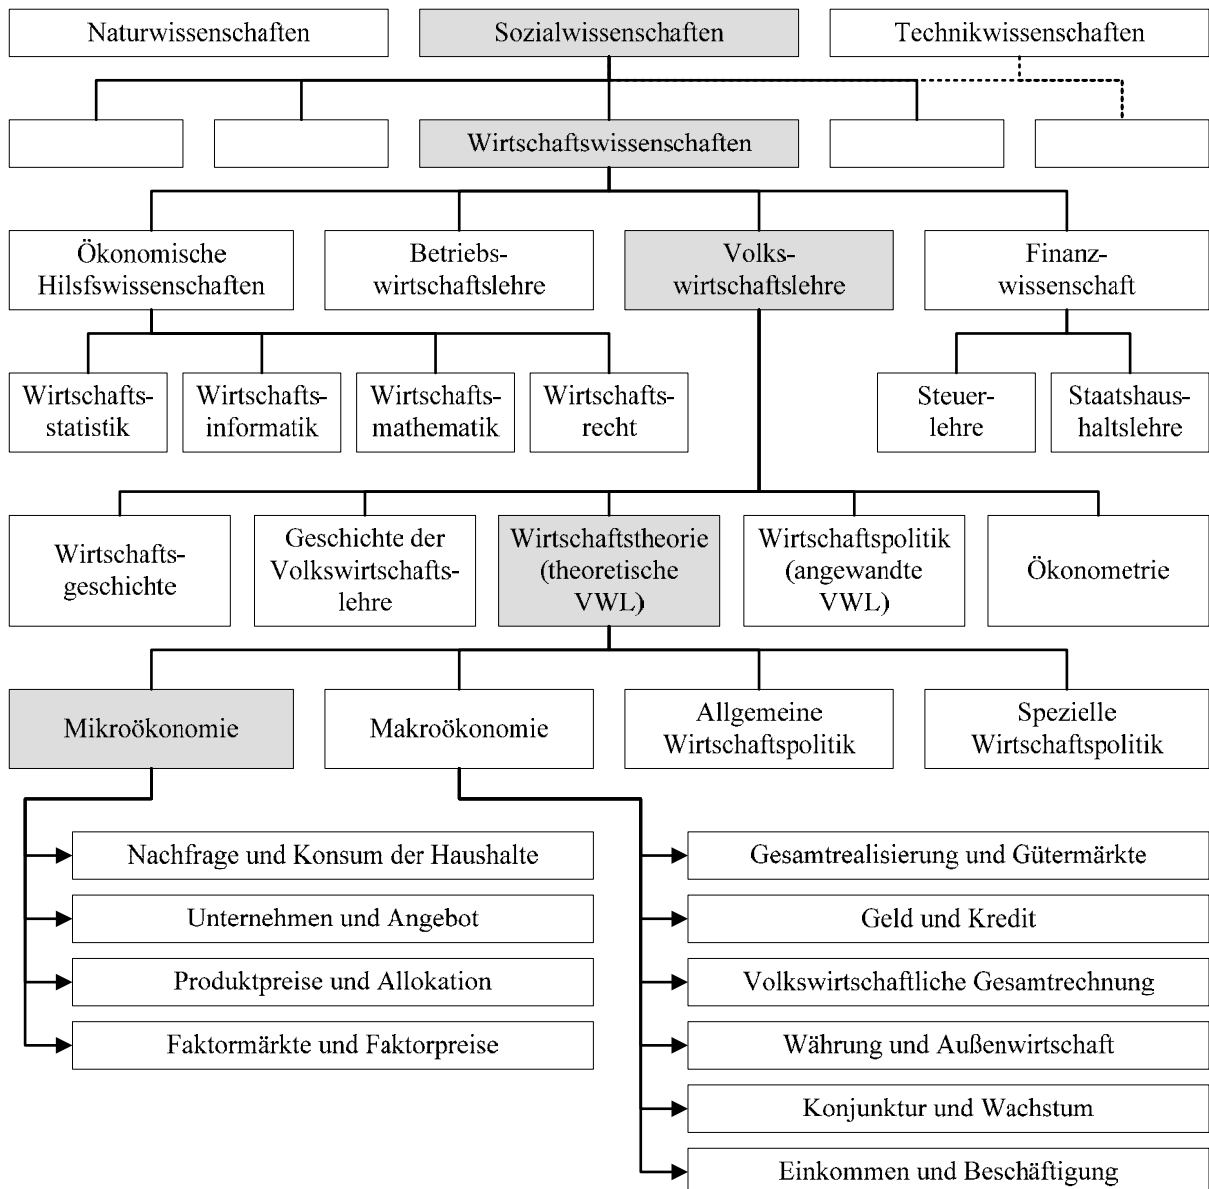 Naturwissenschaften
Sozialwissenschaften
Technikwissenschaften
Wirtschaftswissenschaften
Ökonomische
Hilsfswissenschaften
Betriebs-
wirtschaftslehre
Volks-
wirtschaftslehre
Finanz-
wissenschaft
Wirtschafts-
statistik
Wirtschafts-
informatik
Wirtschafts-
mathematik
Wirtschafts-
recht
Steuer-
lehre
Staatshaus-
haltslehre
Wirtschafts-
geschichte
Geschichte der
Volkswirtschafts-
lehre
Wirtschaftstheorie
(theoretische
VWL)
Wirtschaftspolitik
(angewandte
VWL)
Ökonometrie
Mikroökonomie
Makroökonomie
Allgemeine
Wirtschaftspolitik
Spezielle
Wirtschaftspolitik
Nachfrage und Konsum der Haushalte
Unternehmen und Angebot
Produktpreise und Allokation
Faktormärkte und Faktorpreise
Gesamtrealisierung und Gütermärkte
Geld und Kredit
Volkswirtschaftliche Gesamtrechnung
Währung und Außenwirtschaft
Konjunktur und Wachstum
Einkommen und Beschäftigung